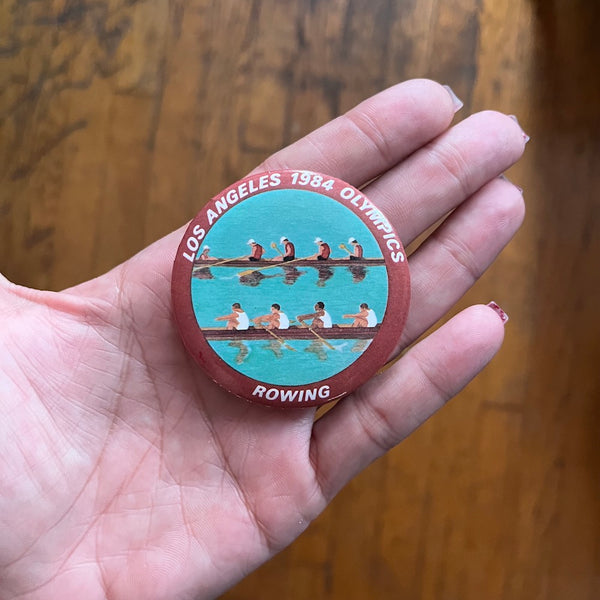 LOS ANGELES 1984 OLYMPICS
ROWING